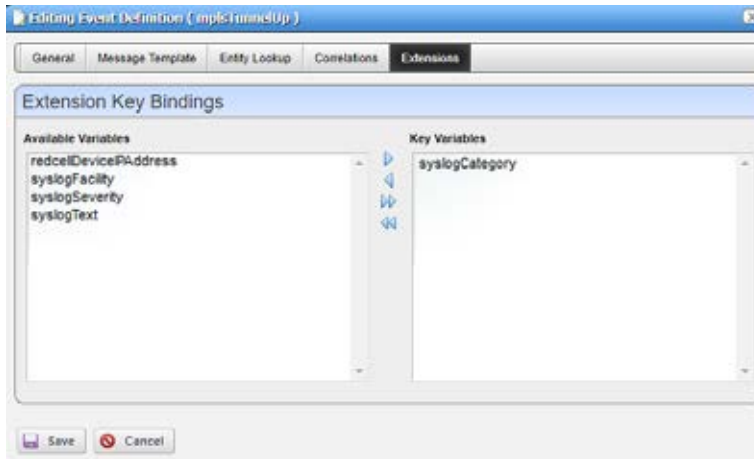 Editing Event Definition ( mplsTunnelUp )
General Message Template Entity Lookup Correlations Extensions
Extension Key Bindings
Available Variables Key Variables
redcellDeviceIPAddress syslogCategory
syslogFacility
syslogSeverity
syslogText
Save Cancel